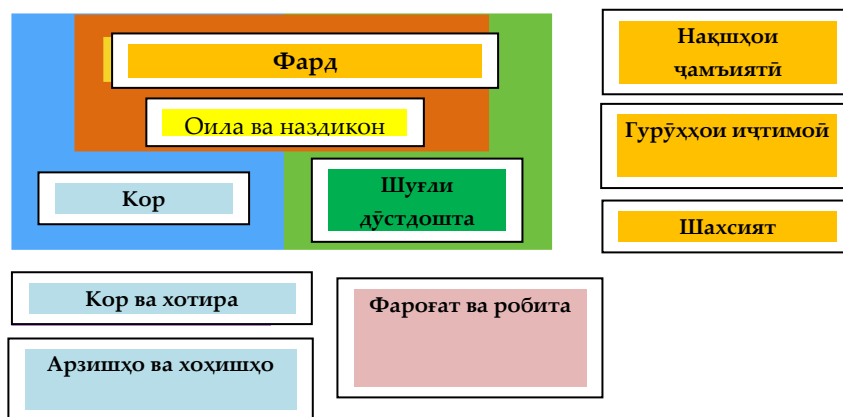 Фард
Оила ва наздикон
Кор
Шуғли
дӯстдошта
Нақшҳои
ҷамъиятӣ
Гурӯҳҳои иҷтимоӣ
Шахсият
Кор ва хотира
Арзишҳо ва хоҳишҳо
Фароғат ва робита